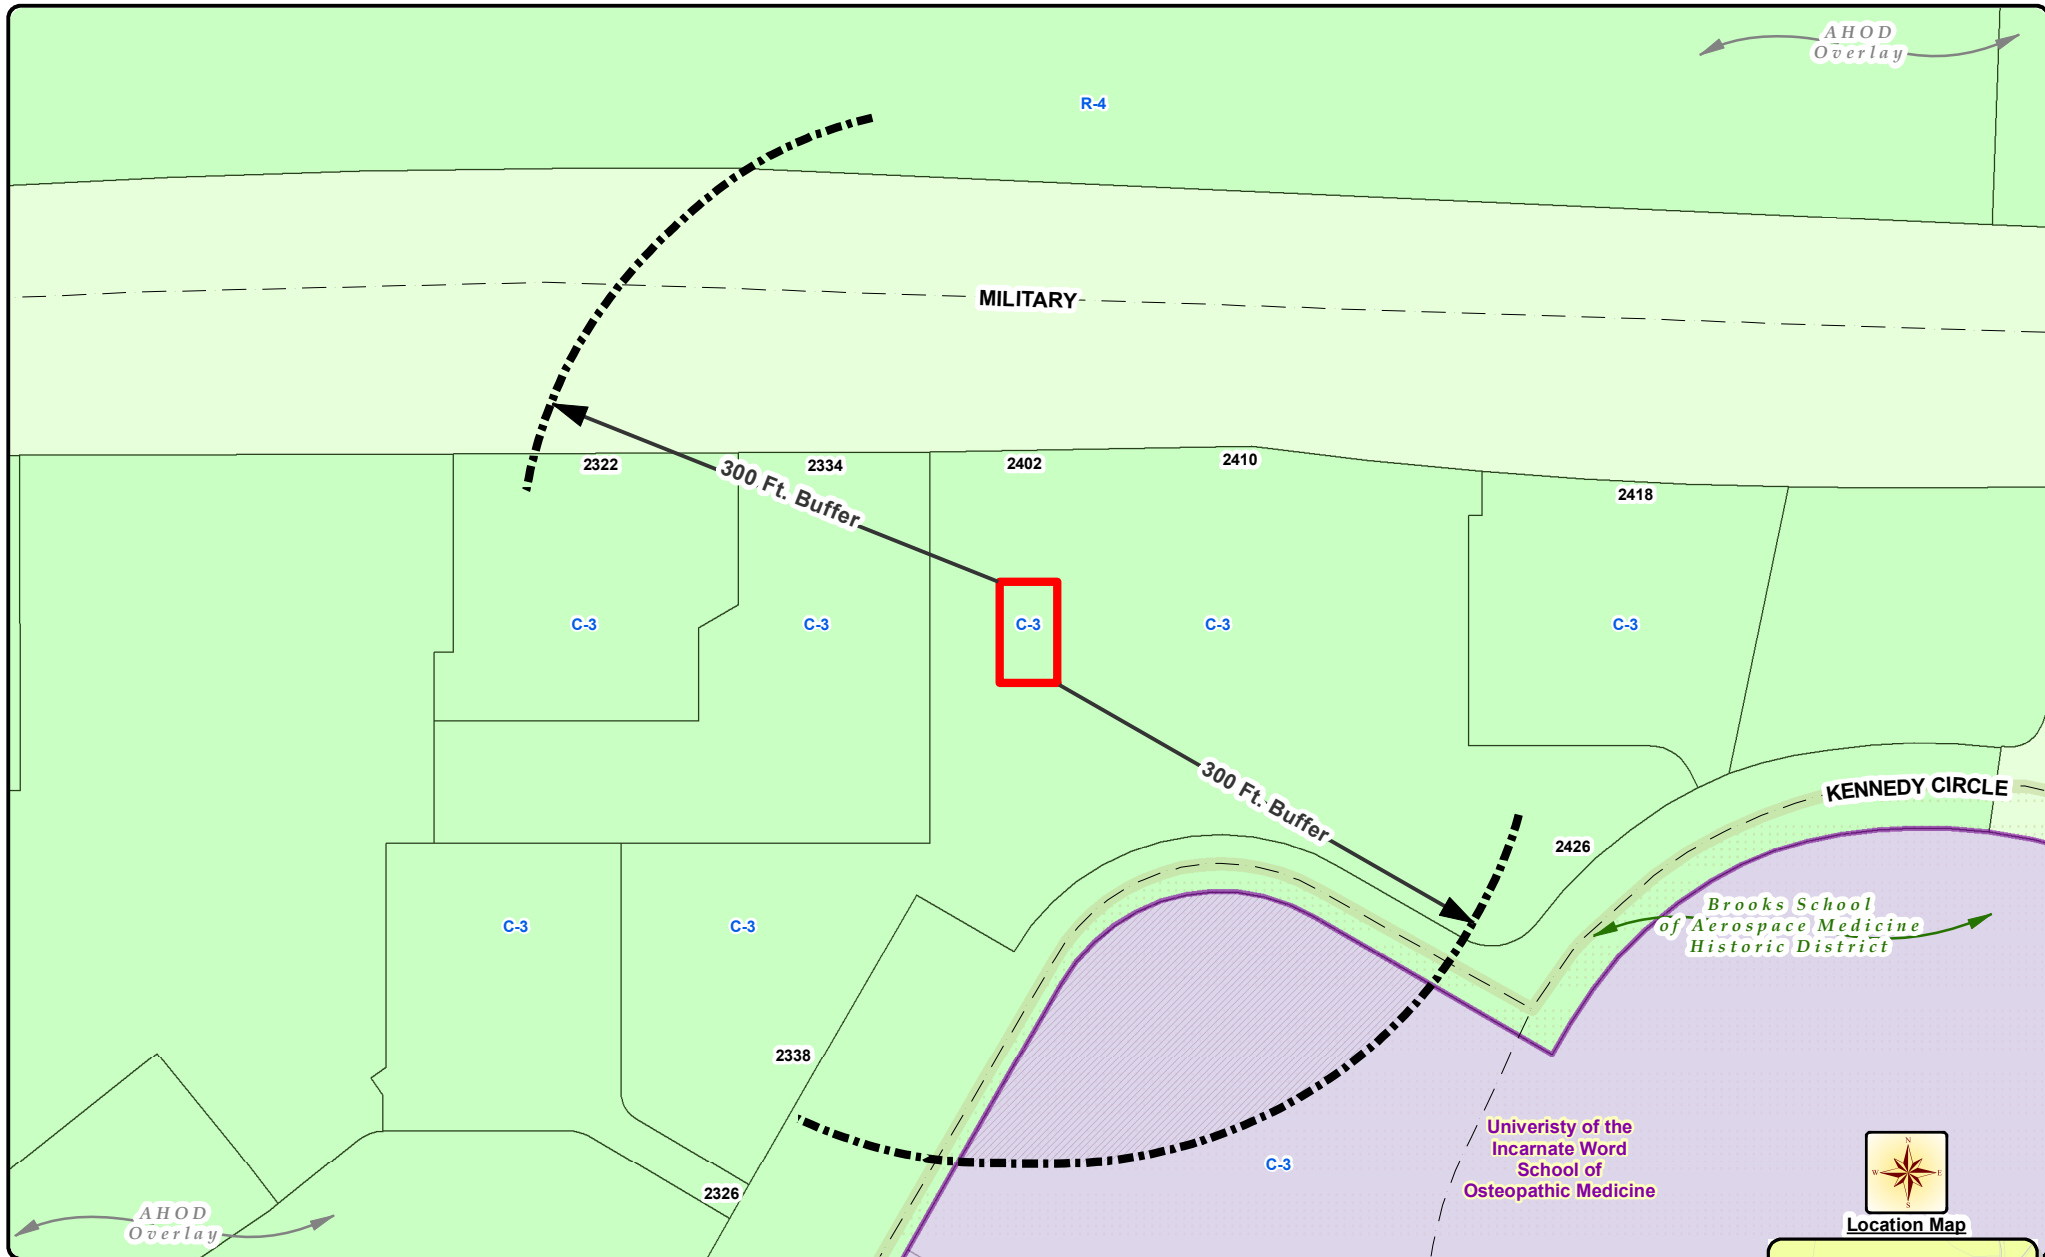 AHOD
Overlay
R-4
MILITARY
2322
2334
2402
2410
2418
300 Ft. Buffer
C-3
C-3
C-3
C-3
C-3
300 Ft. Buffer
KENNEDY CIRCLE
2426
Brooks School
of Aerospace Medicine
Historic District
C-3
C-3
2338
Univeristy of the
Incarnate Word
School of
Osteopathic Medicine
C-3
2326
AHOD
Overlay
N
W
E
S
Location Map